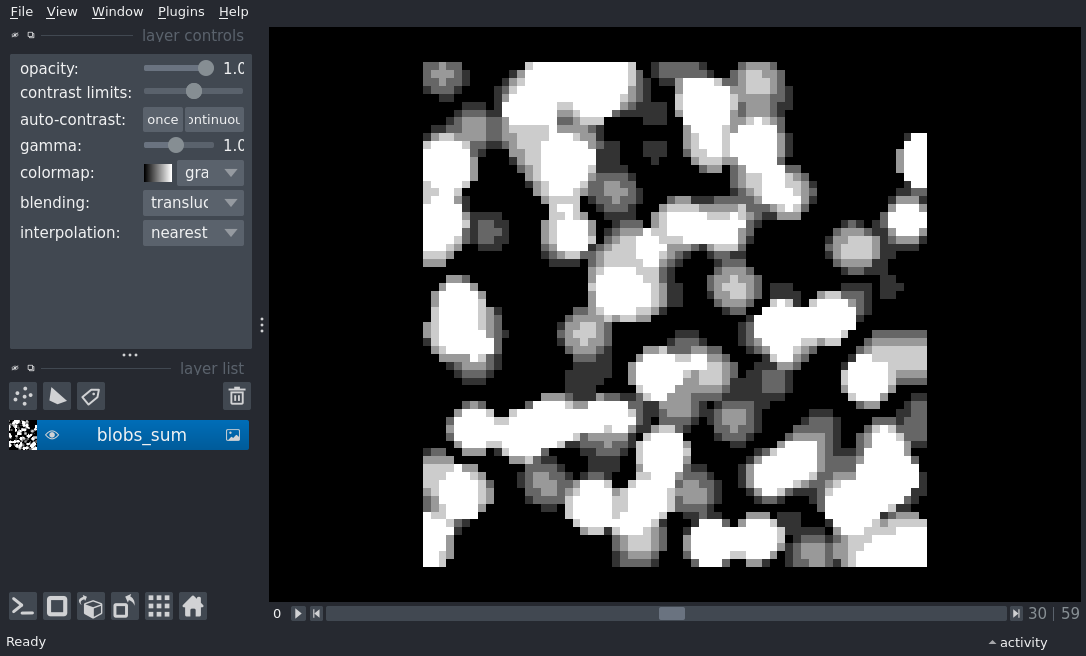 File View Window Plugins Help
layer controls
opacity: 1.0
contrast limits:
auto-contrast: once ontinuou
gamma: 1.0
colormap: gra
blending: transluc
interpolation: nearest
layer list
blobs_sum
0 30 | 59
Ready activity